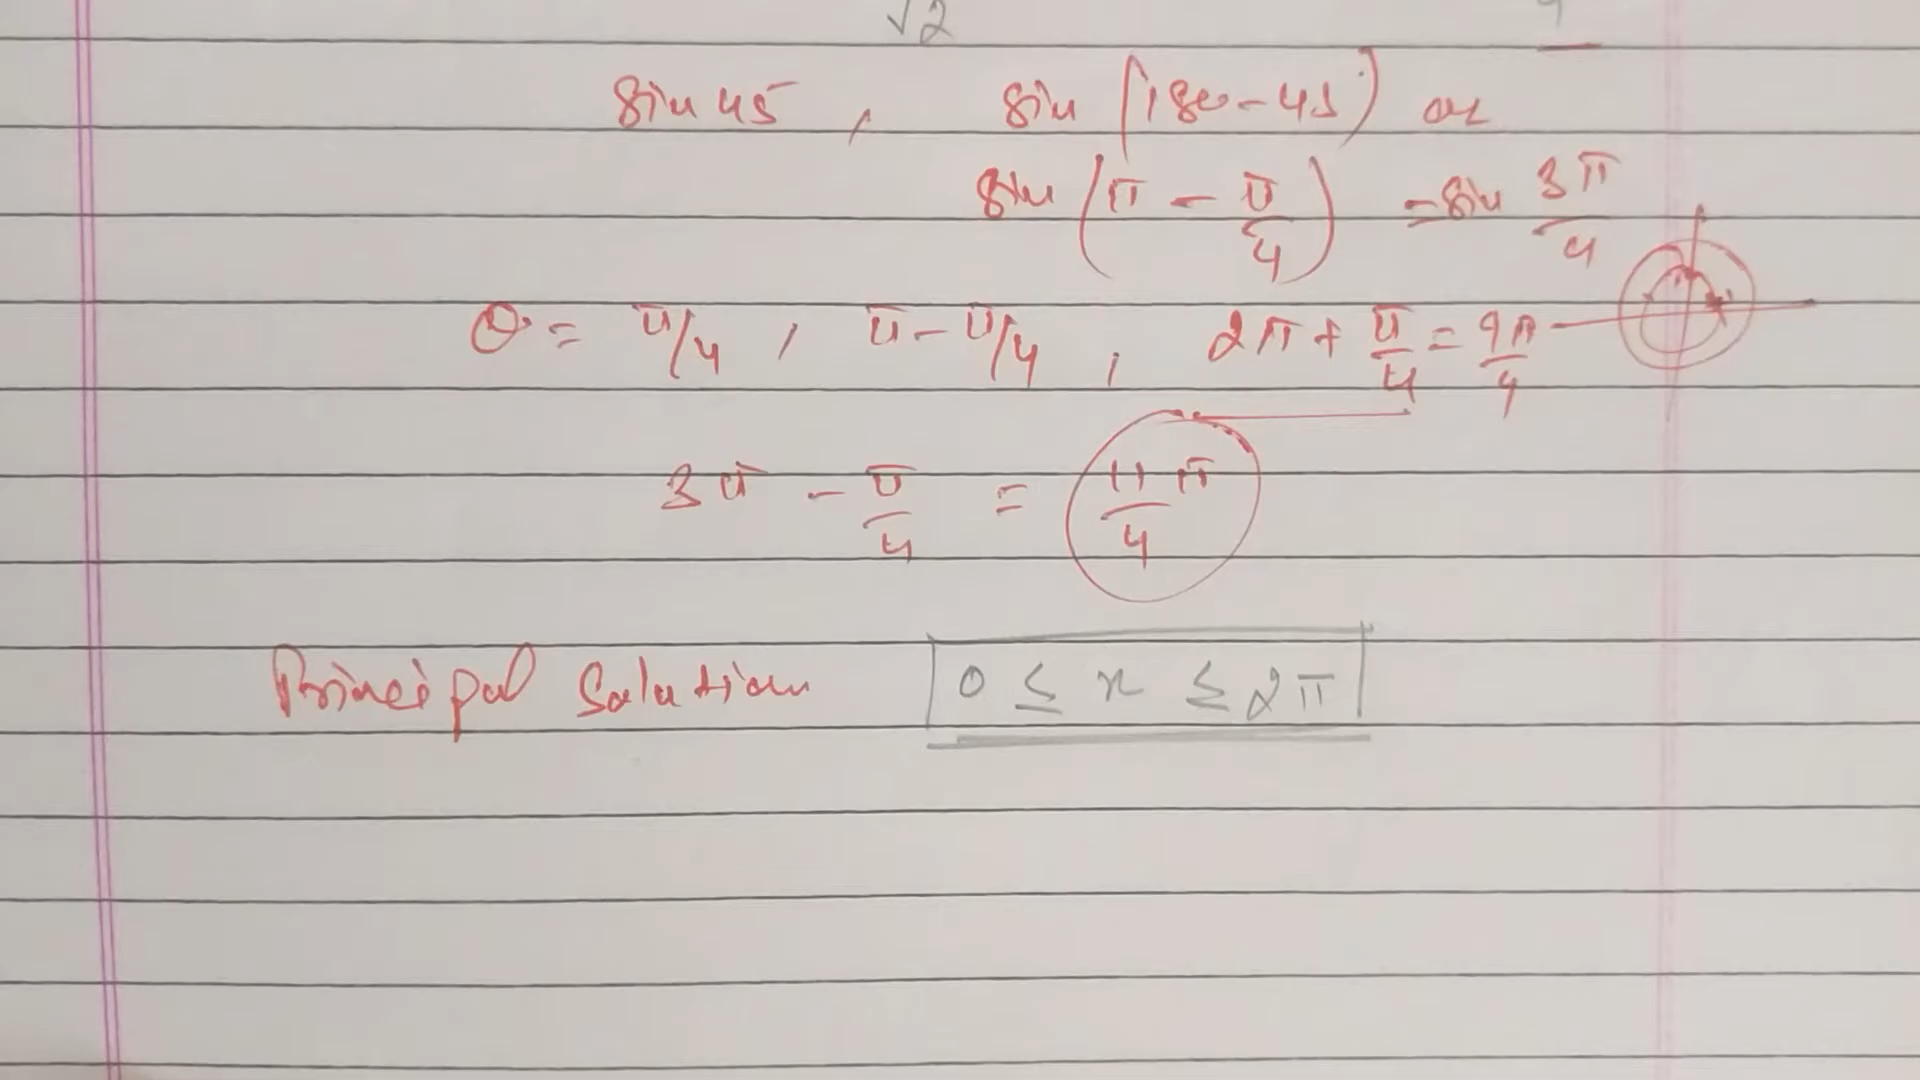 √2
sin 45 , sin (180-45) or
sin (π - π/4) = sin 3π/4
θ = π/4 , π - π/4 , 2π + π/4 = 9π/4
3π - π/4 = 11π/4
Principal Solution 0 ≤ x ≤ 2π